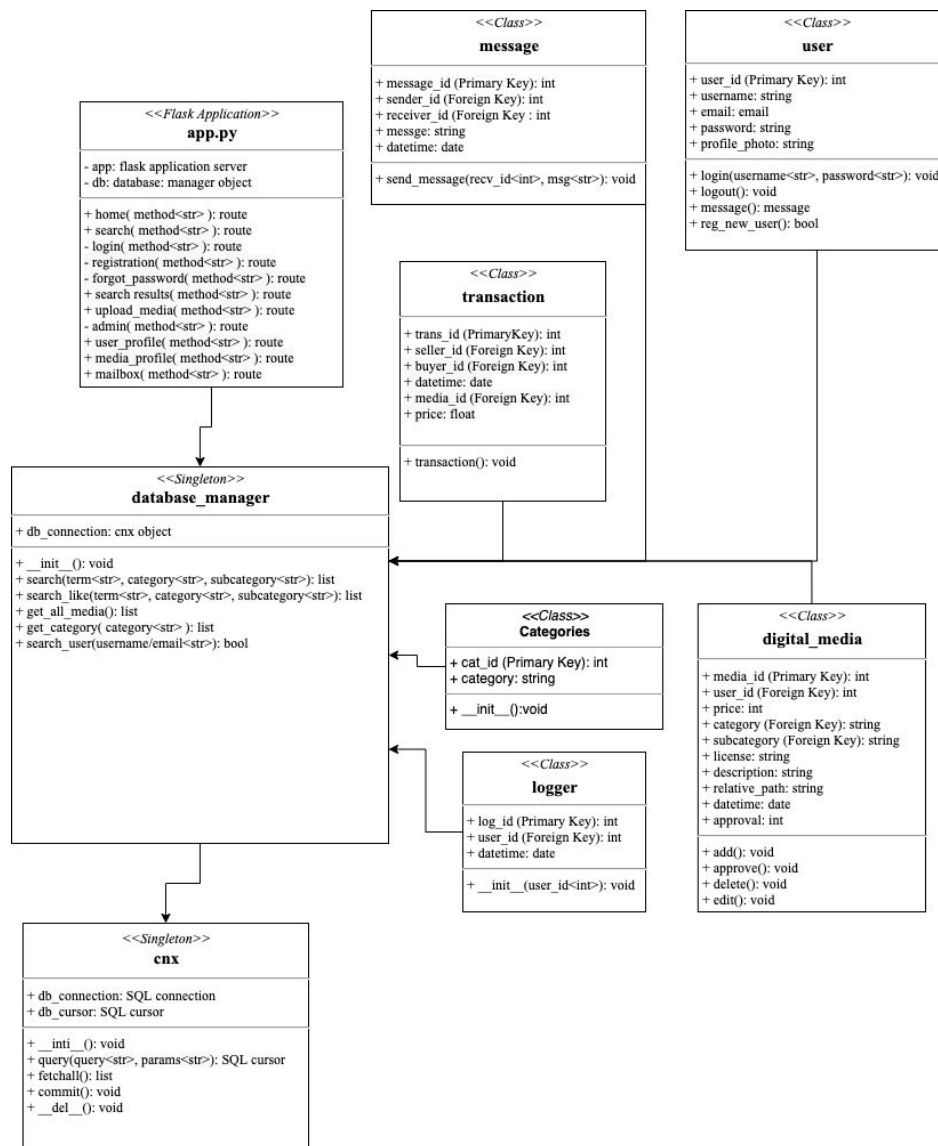 <<Class>>
message
+ message_id (Primary Key): int
+ sender_id (Foreign Key): int
+ receiver_id (Foreign Key : int
+ messge: string
+ datetime: date
+ send_message(recv_id<int>, msg<str>): void
<<Class>>
user
+ user_id (Primary Key): int
+ username: string
+ email: email
+ password: string
+ profile_photo: string
+ login(username<str>, password<str>): void
+ logout(): void
+ message(): message
+ reg_new_user(): bool
<<Flask Application>>
app.py
- app: flask application server
- db: database: manager object
+ home( method<str> ): route
+ search( method<str> ): route
- login( method<str> ): route
- registration( method<str> ): route
- forgot_password( method<str> ): route
+ search results( method<str> ): route
+ upload_media( method<str> ): route
- admin( method<str> ): route
+ user_profile( method<str> ): route
+ media_profile( method<str> ): route
+ mailbox( method<str> ): route
<<Class>>
transaction
+ trans_id (PrimaryKey): int
+ seller_id (Foreign Key): int
+ buyer_id (Foreign Key): int
+ datetime: date
+ media_id (Foreign Key): int
+ price: float
+ transaction(): void
<<Singleton>>
database_manager
+ db_connection: cnx object
+ __init__(): void
+ search(term<str>, category<str>, subcategory<str>): list
+ search_like(term<str>, category<str>, subcategory<str>): list
+ get_all_media(): list
+ get_category( category<str> ): list
+ search_user(username/email<str>): bool
<<Class>>
Categories
+ cat_id (Primary Key): int
+ category: string
+ __init__():void
<<Class>>
digital_media
+ media_id (Primary Key): int
+ user_id (Foreign Key): int
+ price: int
+ category (Foreign Key): string
+ subcategory (Foreign Key): string
+ license: string
+ description: string
+ relative_path: string
+ datetime: date
+ approval: int
+ add(): void
+ approve(): void
+ delete(): void
+ edit(): void
<<Class>>
logger
+ log_id (Primary Key): int
+ user_id (Foreign Key): int
+ datetime: date
+ __init__(user_id<int>): void
<<Singleton>>
cnx
+ db_connection: SQL connection
+ db_cursor: SQL cursor
+ __inti__(): void
+ query(query<str>, params<str>): SQL cursor
+ fetchall(): list
+ commit(): void
+ __del__(): void